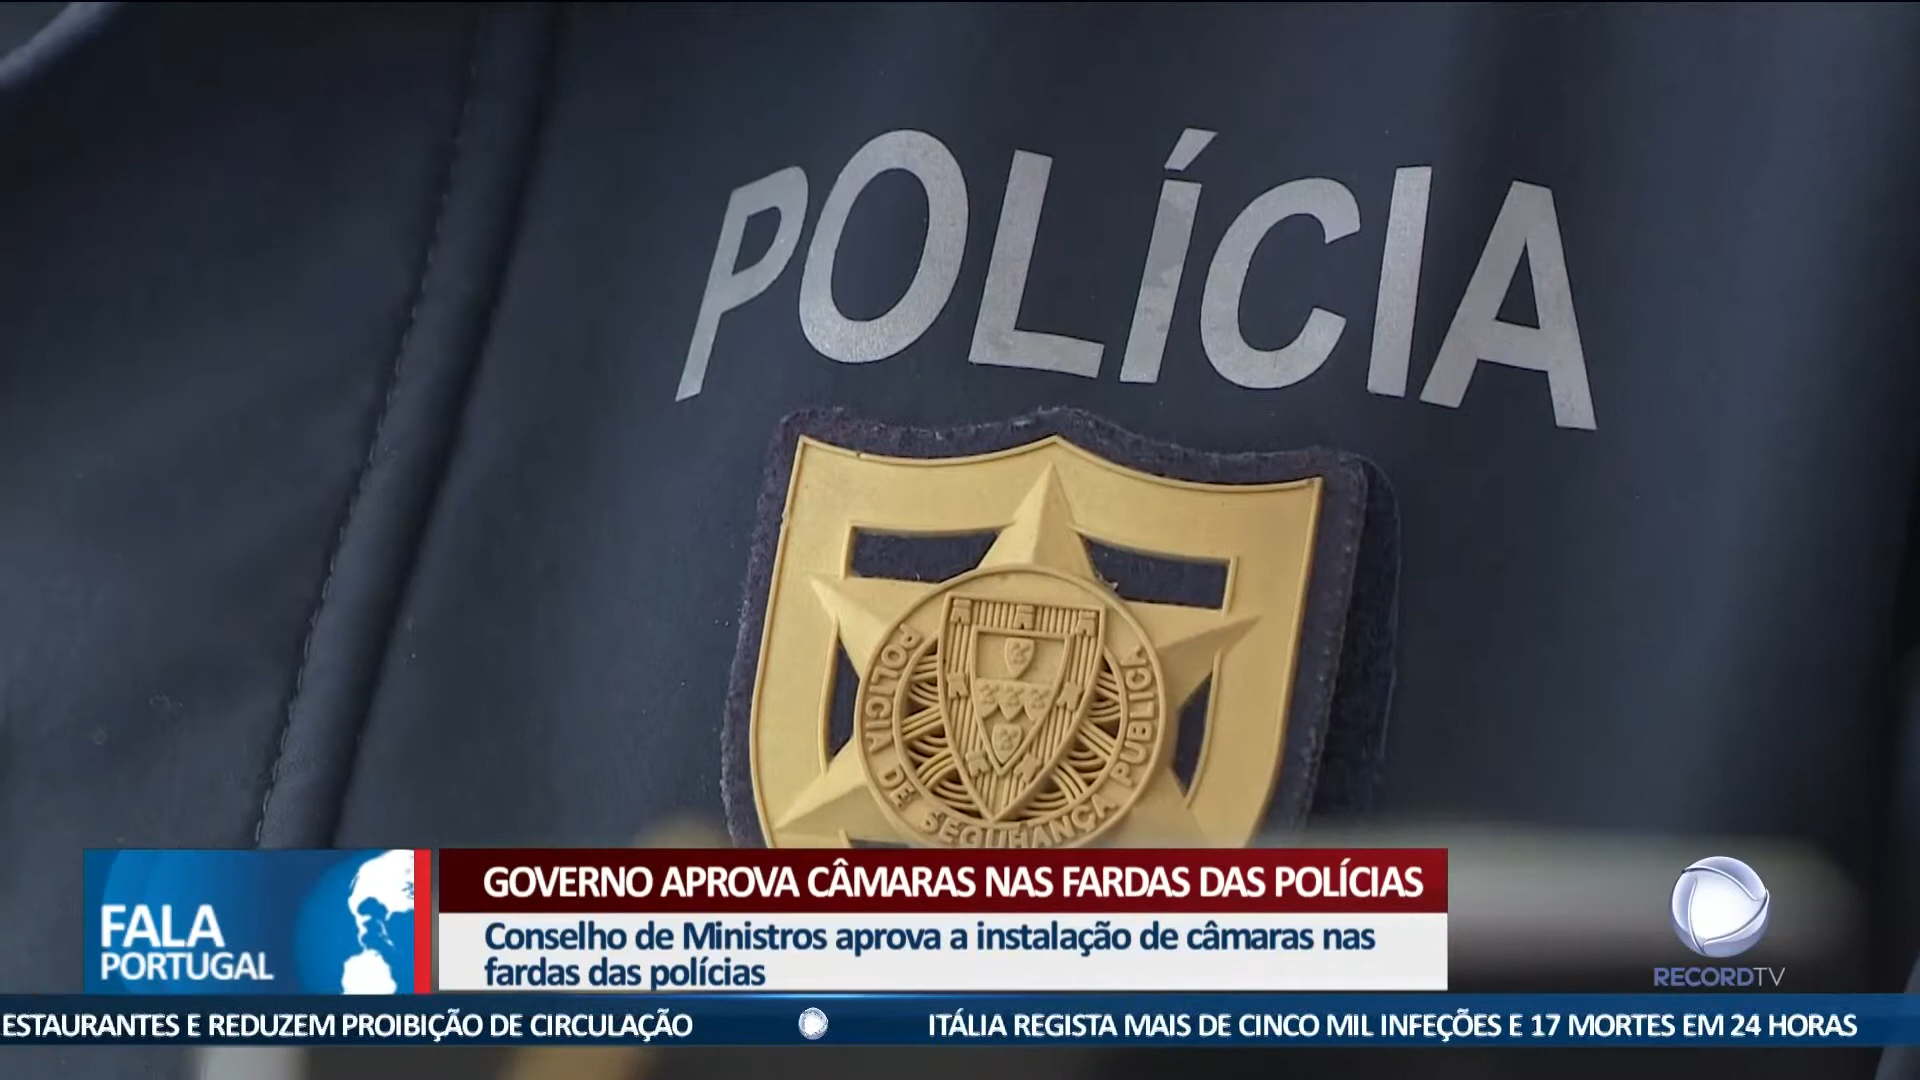 POLÍCIA
POLICIA DE SEGURANÇA PUBLICA
GOVERNO APROVA CÂMARAS NAS FARDAS DAS POLÍCIAS
Conselho de Ministros aprova a instalação de câmaras nas
fardas das polícias
FALA
PORTUGAL
RECORDTV
ESTAURANTES E REDUZEM PROIBIÇÃO DE CIRCULAÇÃO
ITÁLIA REGISTA MAIS DE CINCO MIL INFEÇÕES E 17 MORTES EM 24 HORAS